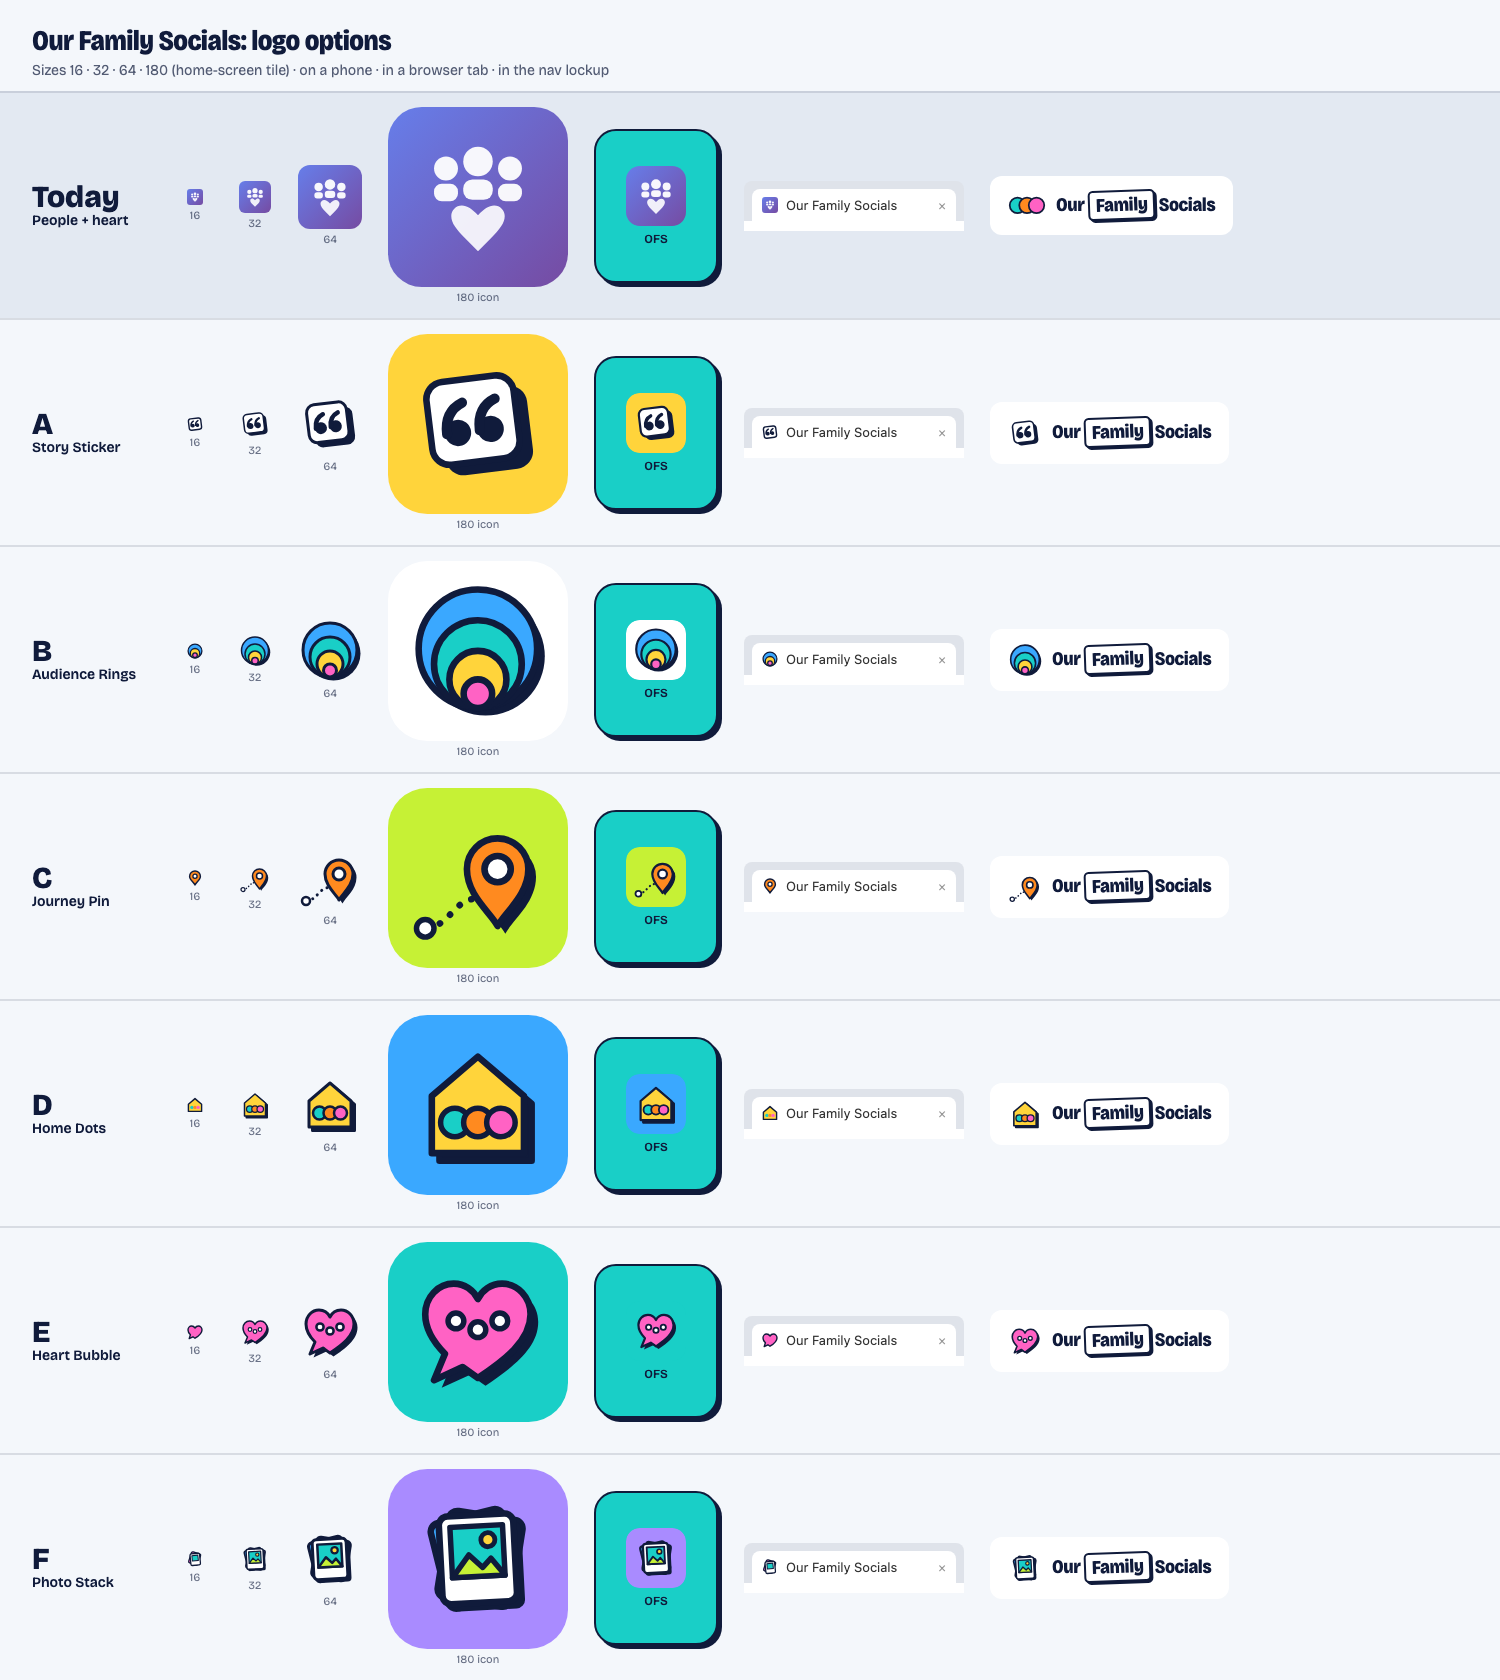 Our Family Socials: logo options
Sizes 16 · 32 · 64 · 180 (home-screen tile) · on a phone · in a browser tab · in the nav lockup
Today
People + heart
16
32
64
180 icon
OFS
Our Family Socials ×
Our Family Socials
A
Story Sticker
16
32
64
180 icon
OFS
Our Family Socials ×
Our Family Socials
B
Audience Rings
16
32
64
180 icon
OFS
Our Family Socials ×
Our Family Socials
C
Journey Pin
16
32
64
180 icon
OFS
Our Family Socials ×
Our Family Socials
D
Home Dots
16
32
64
180 icon
OFS
Our Family Socials ×
Our Family Socials
E
Heart Bubble
16
32
64
180 icon
OFS
Our Family Socials ×
Our Family Socials
F
Photo Stack
16
32
64
180 icon
OFS
Our Family Socials ×
Our Family Socials